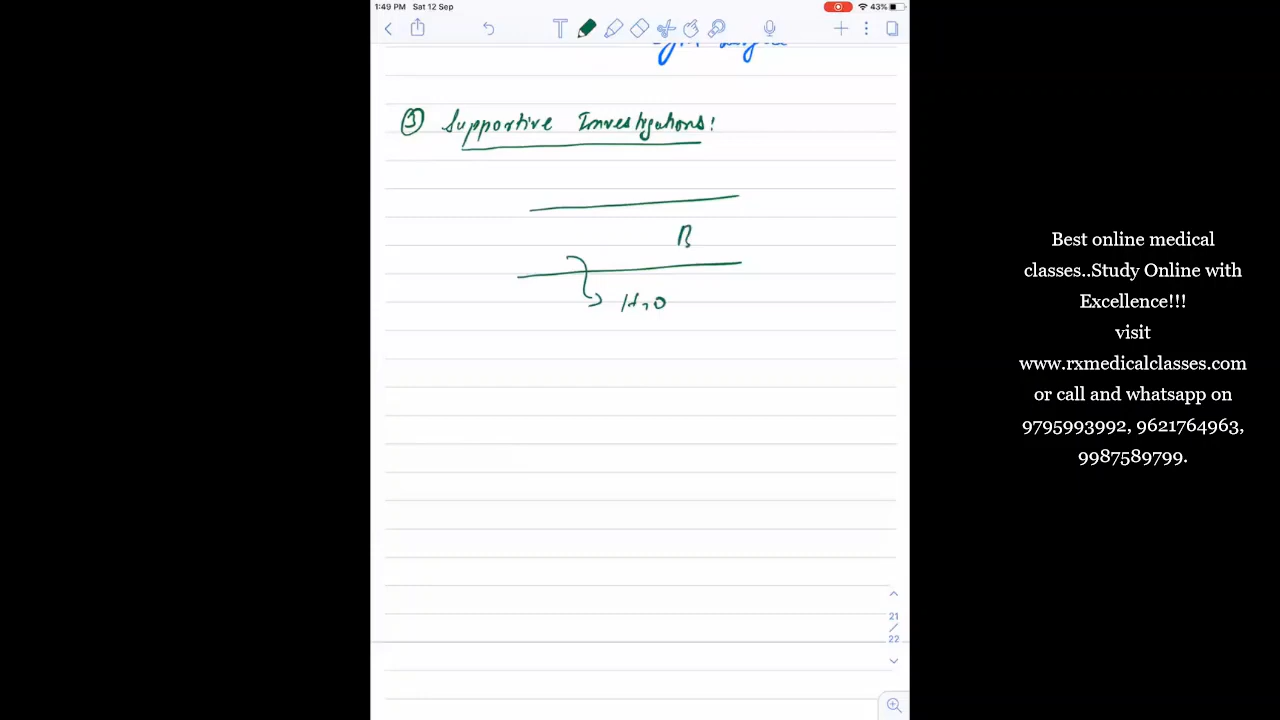 1:49 PM Sat 12 Sep
43%
③ Supportive Investigations:
B
H₂O
21
/
22
Best online medical
classes..Study Online with
Excellence!!!
visit
www.rxmedicalclasses.com
or call and whatsapp on
9795993992, 9621764963,
9987589799.